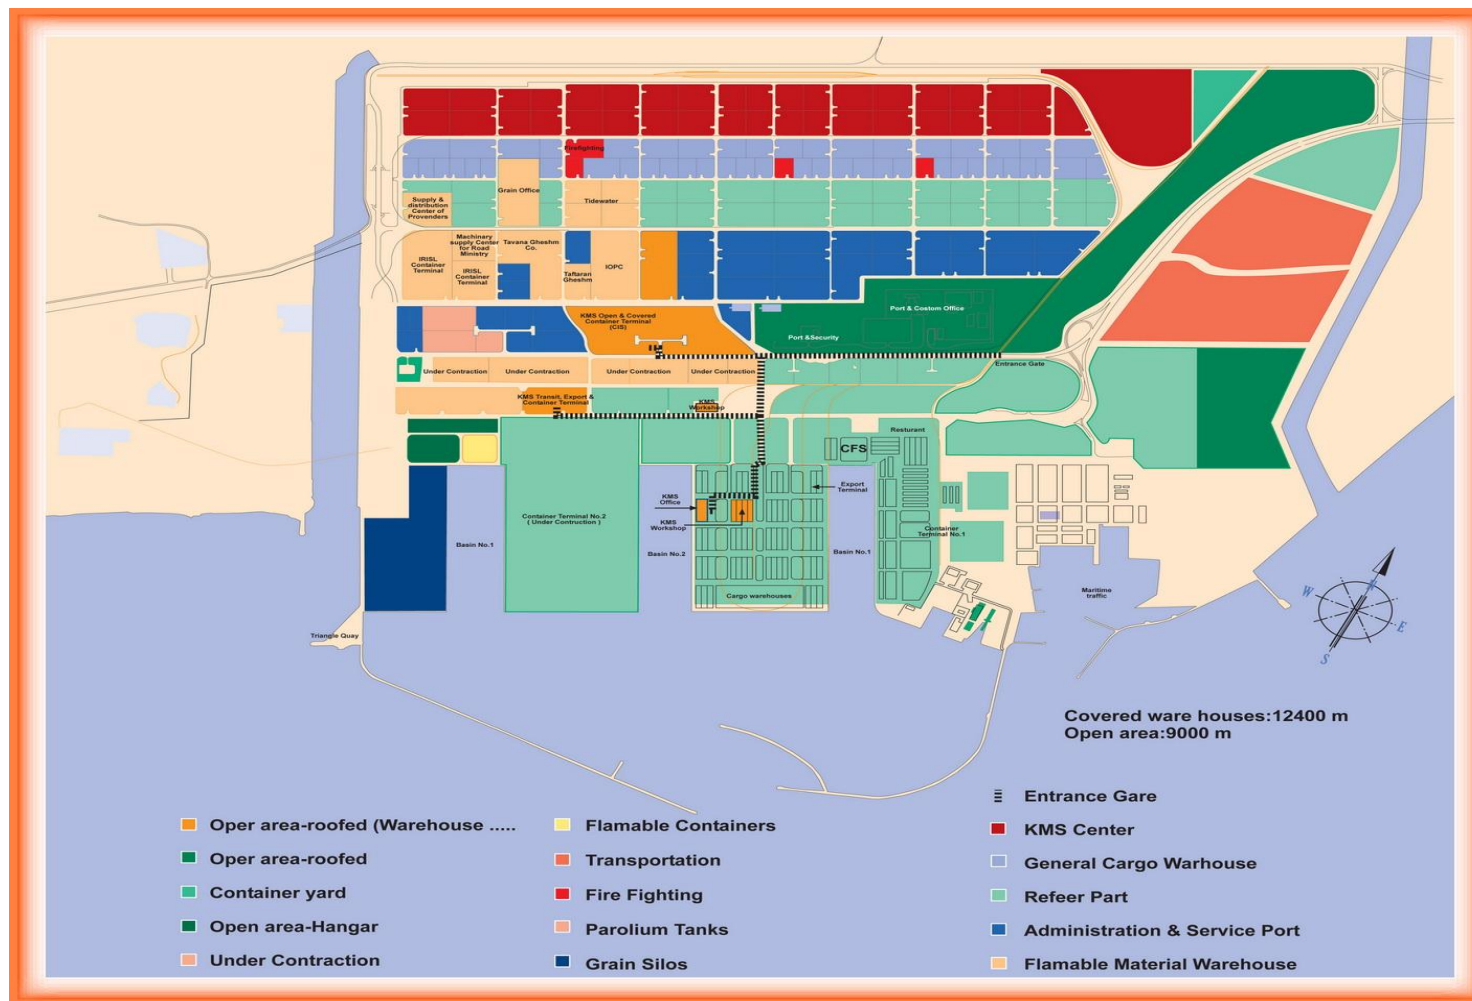 Firefighting
Grain Office
Supply &
distribution
Center of
Provenders
Tidewater
Machinary
supply Center
for Road
Ministry
Tavana Gheshm
Co.
IRISL
Container
Terminal
IRISL
Container
Terminal
Taftaran
Gheshm
IOPC
KMS Open & Covered
Container Terminal
(CIS)
Port & Costom Office
Port &Security
Entrance Gate
Under Contraction
Under Contraction
Under Contraction
Under Contraction
KMS Transit, Export &
Container Terminal
KMS
Workshop
Resturant
CFS
Export
Terminal
KMS
Office
KMS
Workshop
Container Terminal No.2
( Under Contruction )
Container
Terminal No.1
Basin No.1
Basin No.2
Basin No.1
Cargo warehouses
Maritime
traffic
Triangle Quay
N
W
E
S
Covered ware houses:12400 m
Open area:9000 m
Oper area-roofed (Warehouse .....
Oper area-roofed
Container yard
Open area-Hangar
Under Contraction
Flamable Containers
Transportation
Fire Fighting
Parolium Tanks
Grain Silos
Entrance Gare
KMS Center
General Cargo Warhouse
Refeer Part
Administration & Service Port
Flamable Material Warehouse